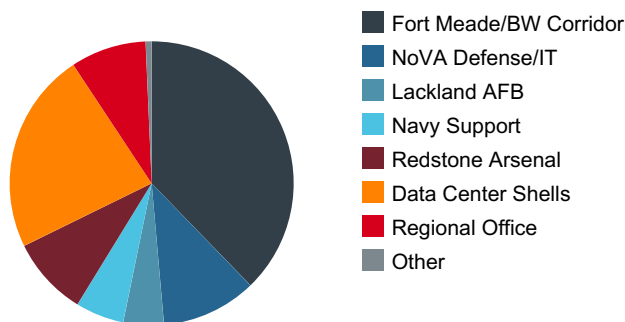 Fort Meade/BW Corridor
NoVA Defense/IT
Lackland AFB
Navy Support
Redstone Arsenal
Data Center Shells
Regional Office
Other